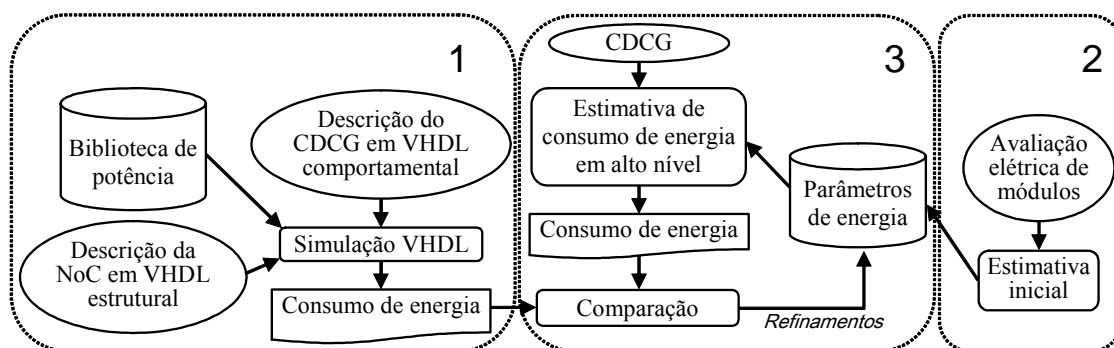 1
Biblioteca de
potência
Descrição do
CDCG em VHDL
comportamental
Descrição da
NoC em VHDL
estrutural
Simulação VHDL
Consumo de energia
3
CDCG
Estimativa de
consumo de energia
em alto nível
Consumo de energia
Comparação
Parâmetros
de energia
Refinamentos
2
Avaliação
elétrica de
módulos
Estimativa
inicial